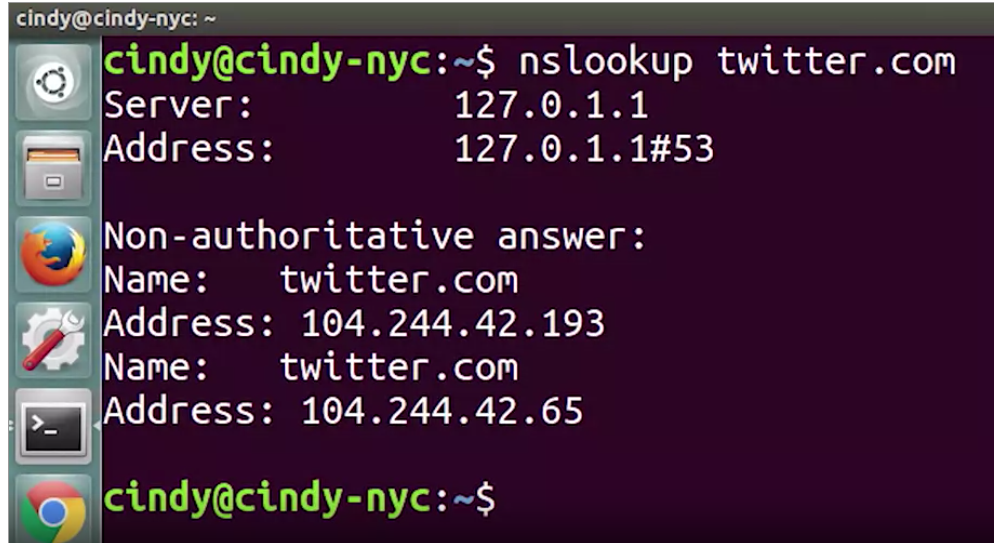 cindy@cindy-nyc: ~
cindy@cindy-nyc:~$ nslookup twitter.com
Server: 127.0.1.1
Address: 127.0.1.1#53
Non-authoritative answer:
Name: twitter.com
Address: 104.244.42.193
Name: twitter.com
Address: 104.244.42.65
cindy@cindy-nyc:~$